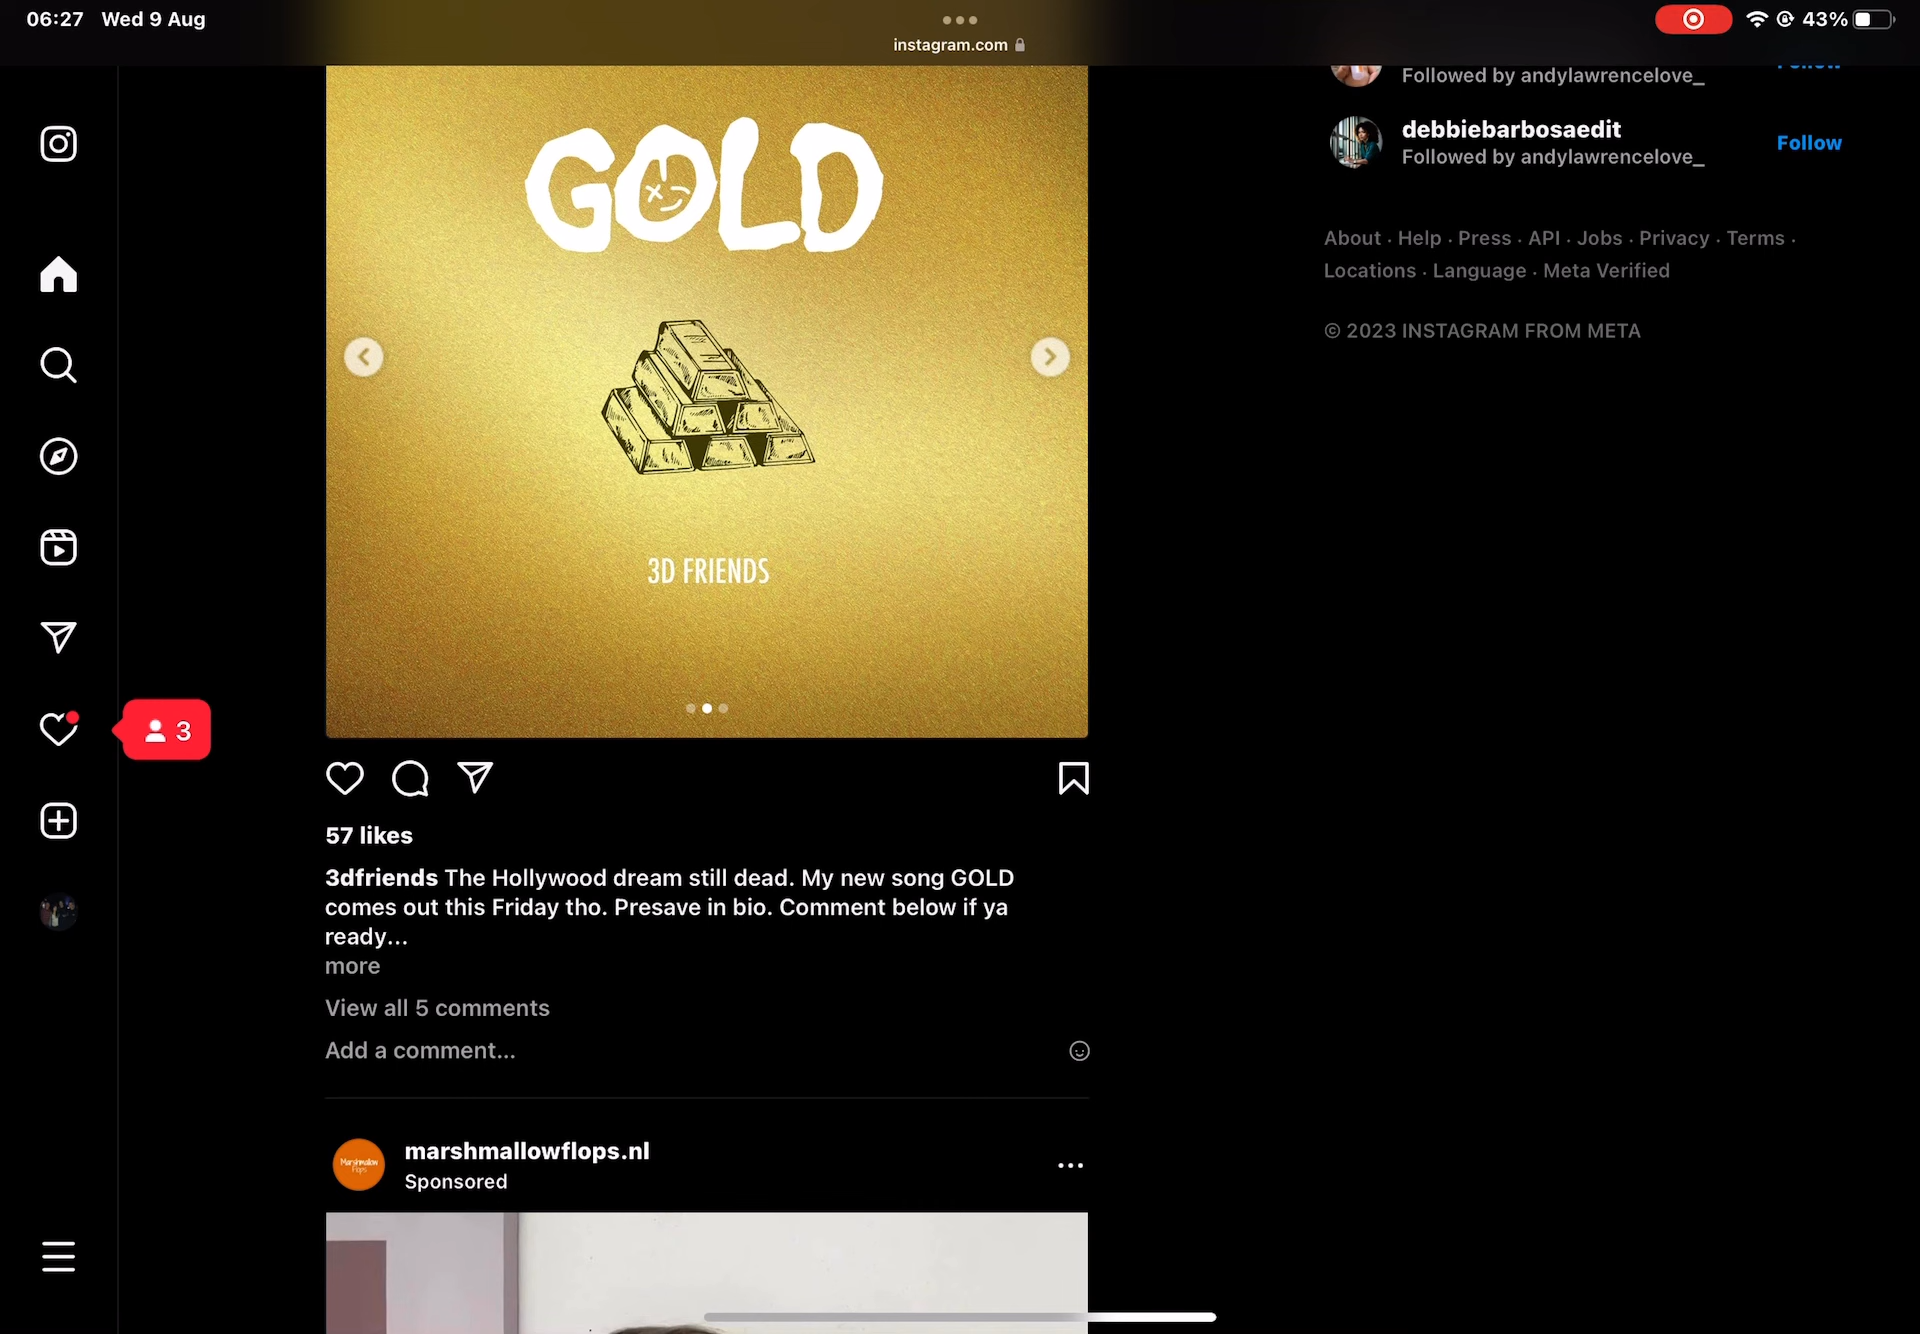 06:27 Wed 9 Aug
instagram.com
43%
GOLD
3D FRIENDS
3
57 likes
3dfriends The Hollywood dream still dead. My new song GOLD
comes out this Friday tho. Presave in bio. Comment below if ya
ready...
more
View all 5 comments
Add a comment...
Marshmallow
Flops
marshmallowflops.nl
Sponsored
Follow
Followed by andylawrencelove_
debbiebarbosaedit
Followed by andylawrencelove_
Follow
About · Help · Press · API · Jobs · Privacy · Terms ·
Locations · Language · Meta Verified
© 2023 INSTAGRAM FROM META